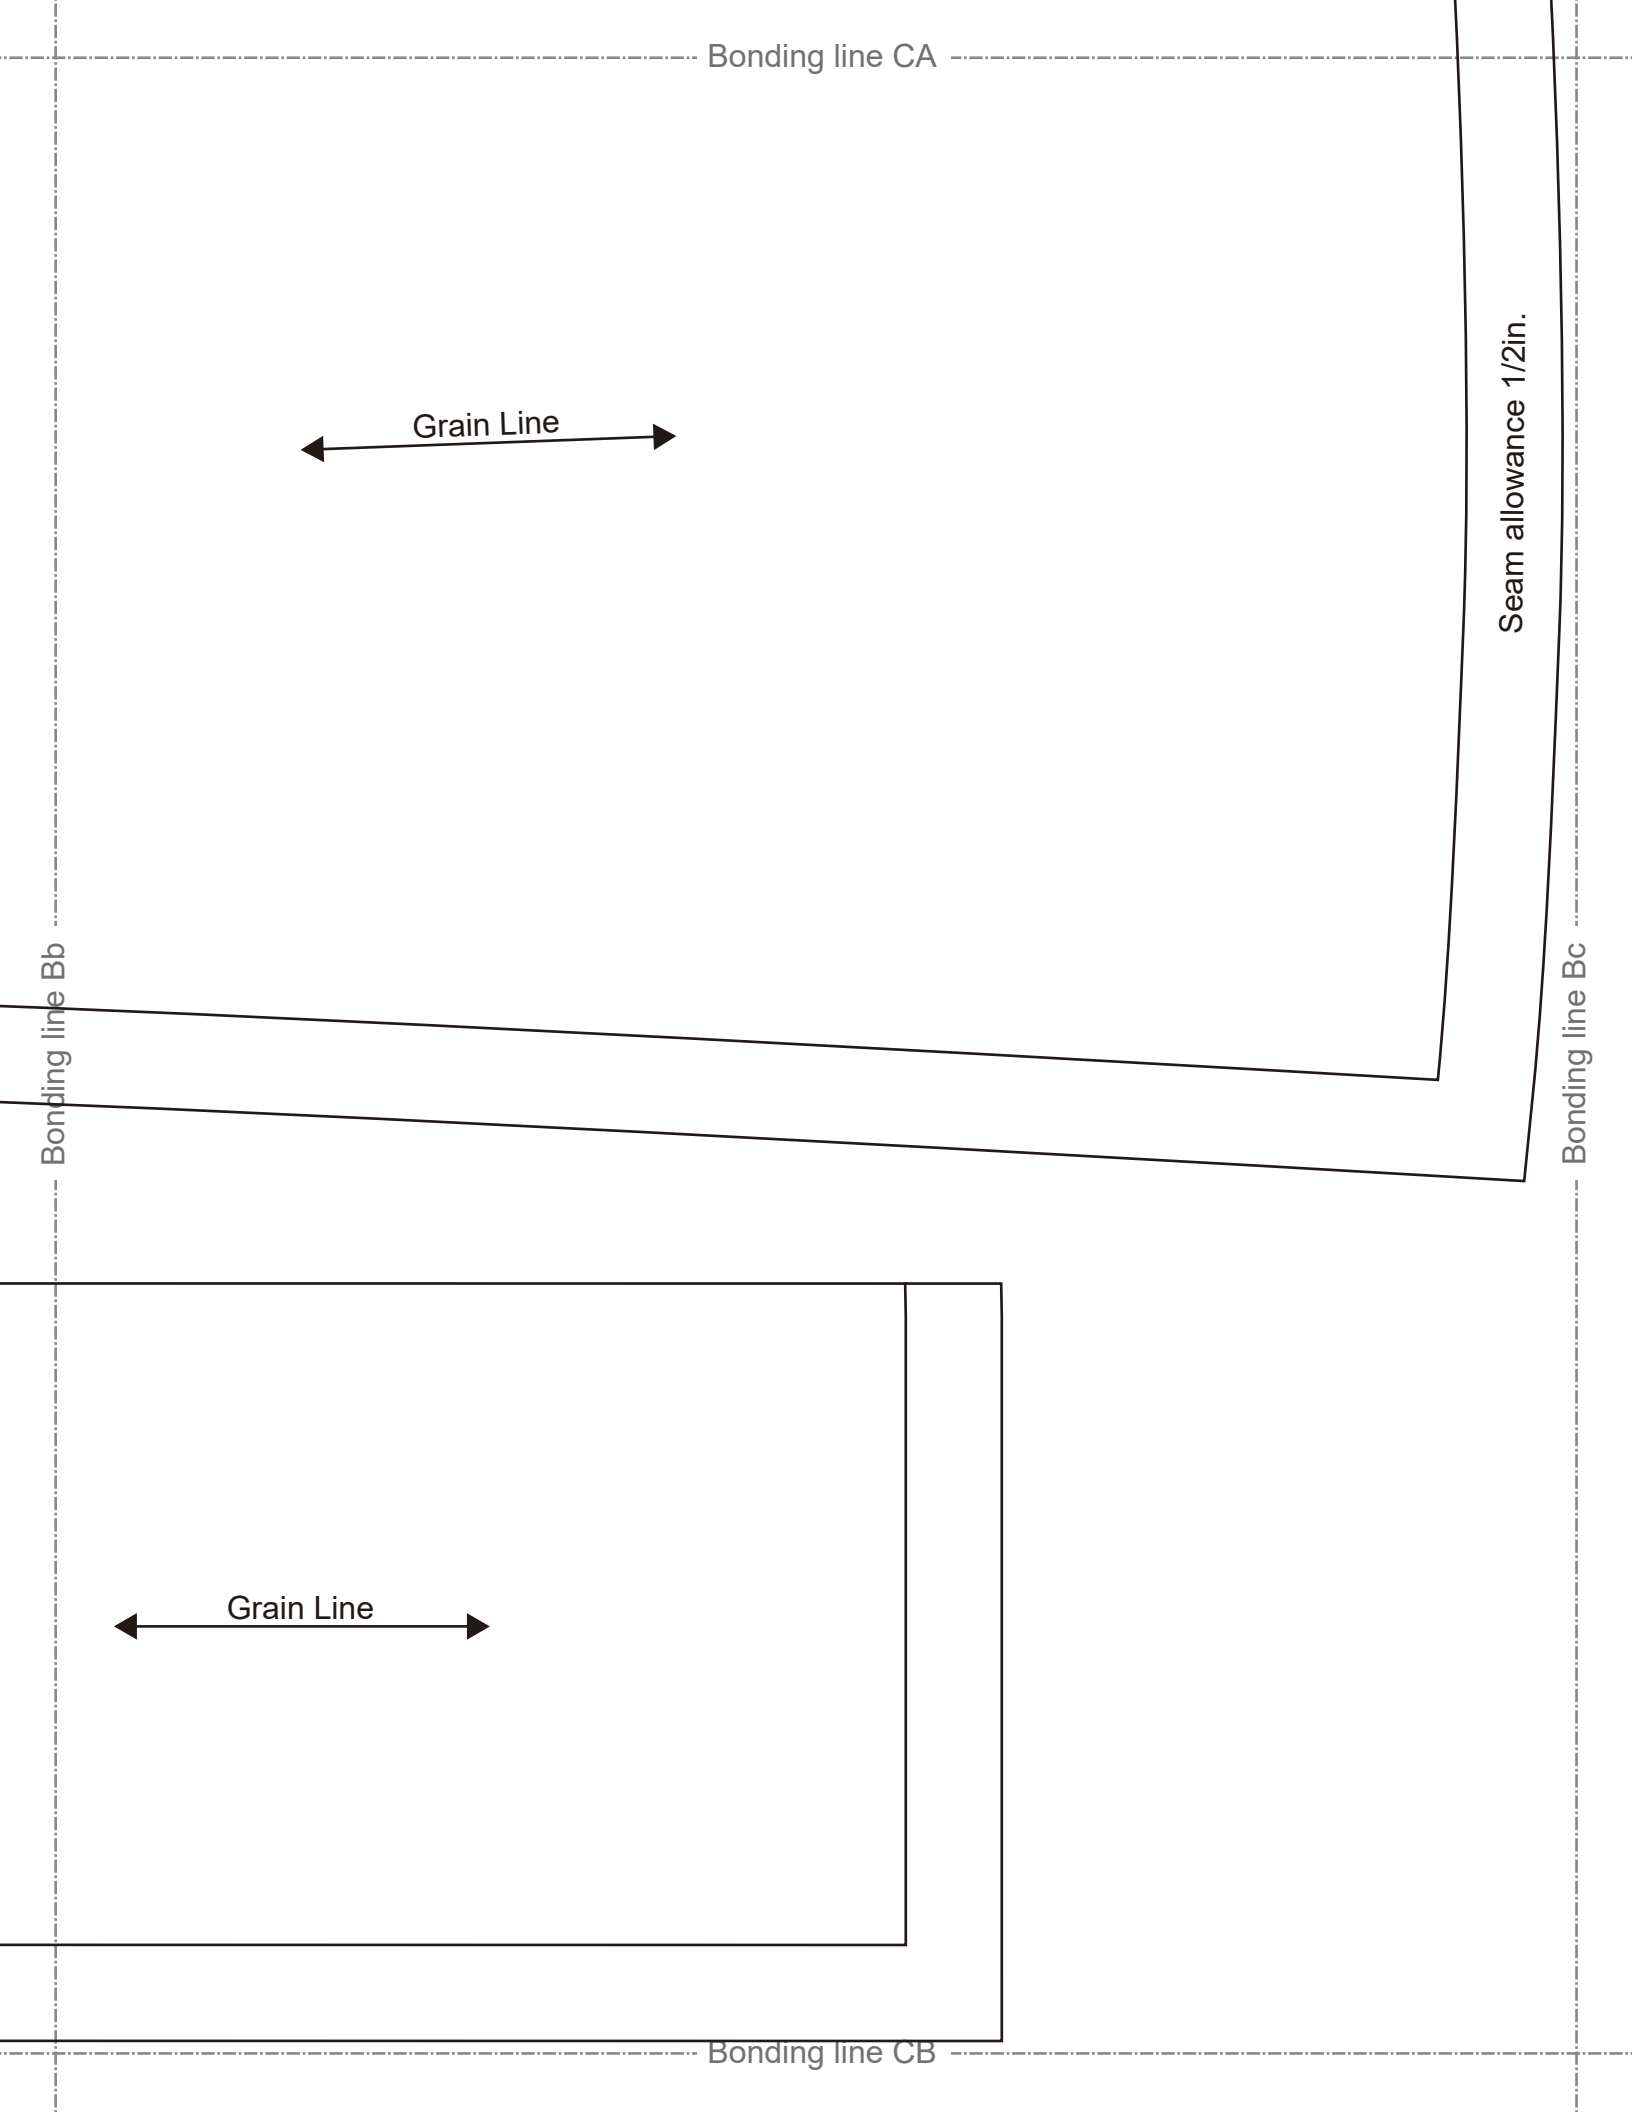 Bonding line CA
Seam allowance 1/2in.
Grain Line
Bonding line Bb
Bonding line Bc
Grain Line
Bonding line CB